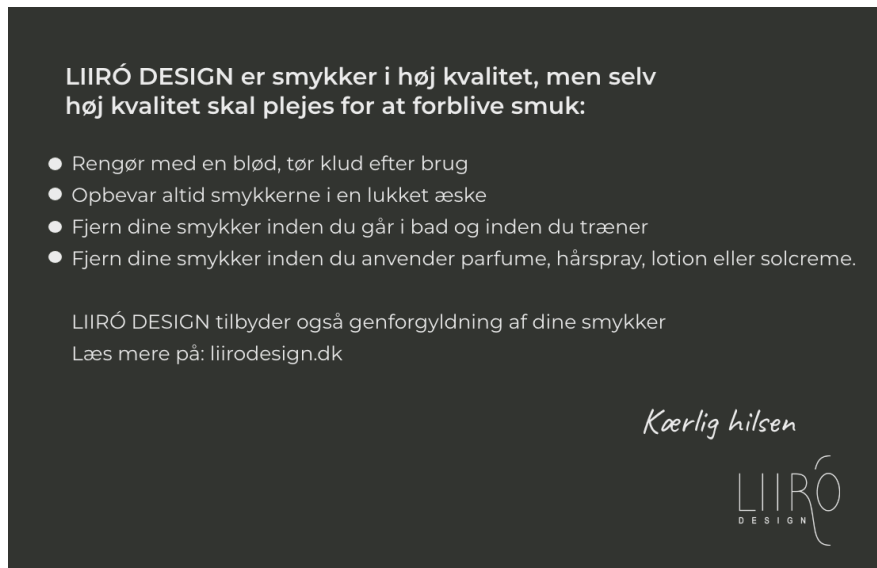 LIIRÓ DESIGN er smykker i høj kvalitet, men selv
høj kvalitet skal plejes for at forblive smuk:
● Rengør med en blød, tør klud efter brug
● Opbevar altid smykkerne i en lukket æske
● Fjern dine smykker inden du går i bad og inden du træner
● Fjern dine smykker inden du anvender parfume, hårspray, lotion eller solcreme.
LIIRÓ DESIGN tilbyder også genforgyldning af dine smykker
Læs mere på: liirodesign.dk
Kærlig hilsen
LIIRÓ
DESIGN